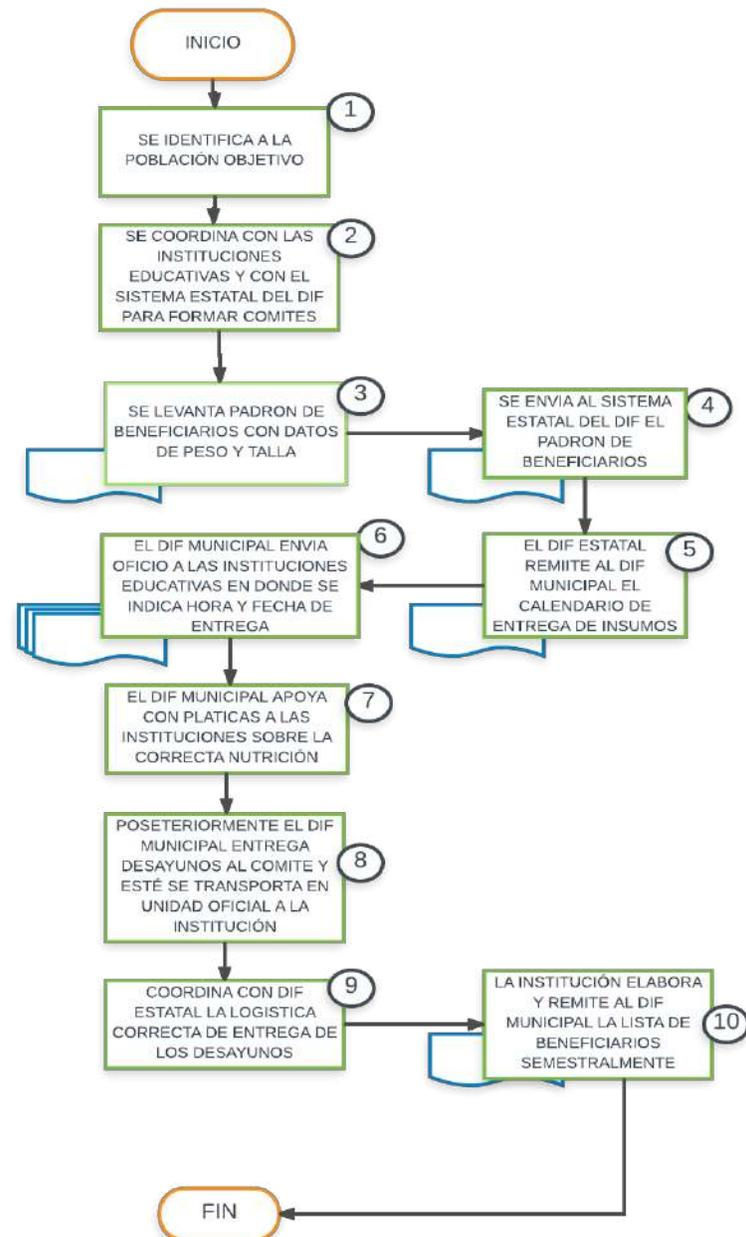 INICIO
1
SE IDENTIFICA A LA
POBLACIÓN OBJETIVO
2
SE COORDINA CON LAS
INSTITUCIONES
EDUCATIVAS Y CON EL
SISTEMA ESTATAL DEL DIF
PARA FORMAR COMITES
3
SE LEVANTA PADRON DE
BENEFICIARIOS CON DATOS
DE PESO Y TALLA
4
SE ENVIA AL SISTEMA
ESTATAL DEL DIF EL
PADRON DE
BENEFICIARIOS
5
EL DIF ESTATAL
REMIITE AL DIF
MUNICIPAL EL
CALENDARIO DE
ENTREGA DE INSUMOS
6
EL DIF MUNICIPAL ENVIA
OFICIO A LAS INSTITUCIONES
EDUCATIVAS EN DONDE SE
INDICA HORA Y FECHA DE
ENTREGA
7
EL DIF MUNICIPAL APOYA
CON PLATICAS A LAS
INSTITUCIONES SOBRE LA
CORRECTA NUTRICIÓN
8
POSETERIORMENTE EL DIF
MUNICIPAL ENTREGA
DESAYUNOS AL COMITE Y
ESTÉ SE TRANSPORTA EN
UNIDAD OFICIAL A LA
INSTITUCIÓN
9
COORDINA CON DIF
ESTATAL LA LOGISTICA
CORRECTA DE ENTREGA DE
LOS DESAYUNOS
10
LA INSTITUCIÓN ELABORA
Y REMITE AL DIF
MUNICIPAL LA LISTA DE
BENEFICIARIOS
SEMESTRALMENTE
FIN